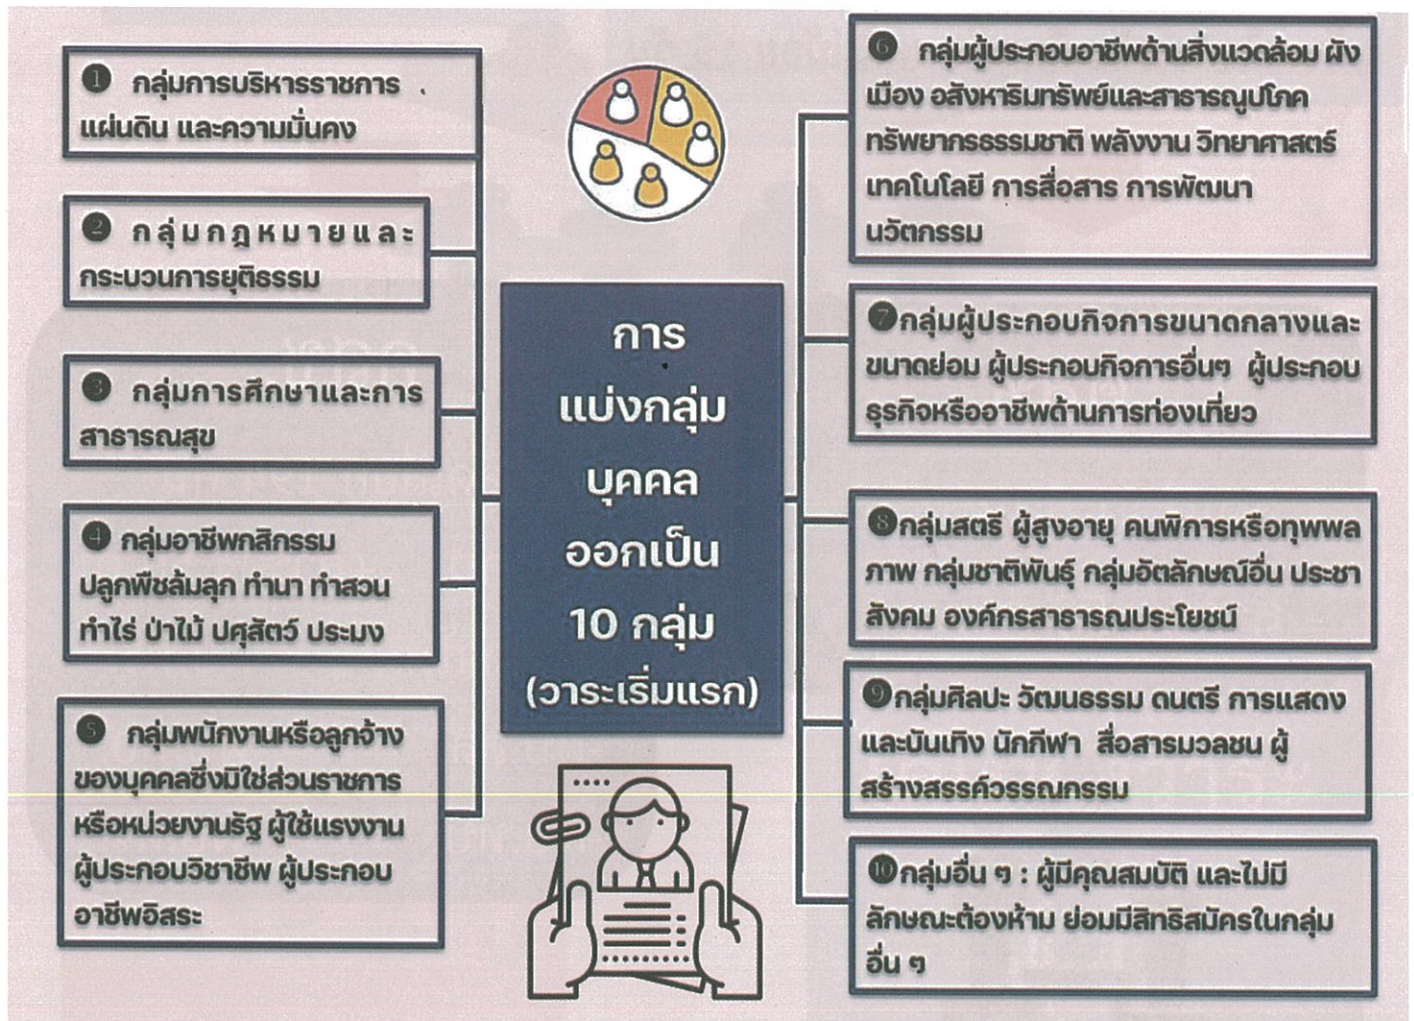 ❶ กลุ่มการบริหารราชการ
แผ่นดิน และความมั่นคง
❷ กลุ่มกฎหมายและ
กระบวนการยุติธรรม
❸ กลุ่มการศึกษาและการ
สาธารณสุข
❹ กลุ่มอาชีพกสิกรรม
ปลูกพืชล้มลุก ทำนา ทำสวน
ทำไร่ ป่าไม้ ปศุสัตว์ ประมง
❺ กลุ่มพนักงานหรือลูกจ้าง
ของบุคคลซึ่งมิใช่ส่วนราชการ
หรือหน่วยงานรัฐ ผู้ใช้แรงงาน
ผู้ประกอบวิชาชีพ ผู้ประกอบ
อาชีพอิสระ
การ
แบ่งกลุ่ม
บุคคล
ออกเป็น
10 กลุ่ม
(วาระเริ่มแรก)
❻ กลุ่มผู้ประกอบอาชีพด้านสิ่งแวดล้อม ผัง
เมือง อสังหาริมทรัพย์และสาธารณูปโภค
ทรัพยากรธรรมชาติ พลังงาน วิทยาศาสตร์
เทคโนโลยี การสื่อสาร การพัฒนา
นวัตกรรม
❼กลุ่มผู้ประกอบกิจการขนาดกลางและ
ขนาดย่อม ผู้ประกอบกิจการอื่นๆ ผู้ประกอบ
ธุรกิจหรืออาชีพด้านการท่องเที่ยว
❽กลุ่มสตรี ผู้สูงอายุ คนพิการหรือทุพพล
ภาพ กลุ่มชาติพันธุ์ กลุ่มอัตลักษณ์อื่น ประชา
สังคม องค์กรสาธารณประโยชน์
❾กลุ่มศิลปะ วัฒนธรรม ดนตรี การแสดง
และบันเทิง นักกีฬา สื่อสารมวลชน ผู้
สร้างสรรค์วรรณกรรม
❿กลุ่มอื่น ๆ : ผู้มีคุณสมบัติ และไม่มี
ลักษณะต้องห้าม ย่อมมีสิทธิสมัครในกลุ่ม
อื่น ๆ